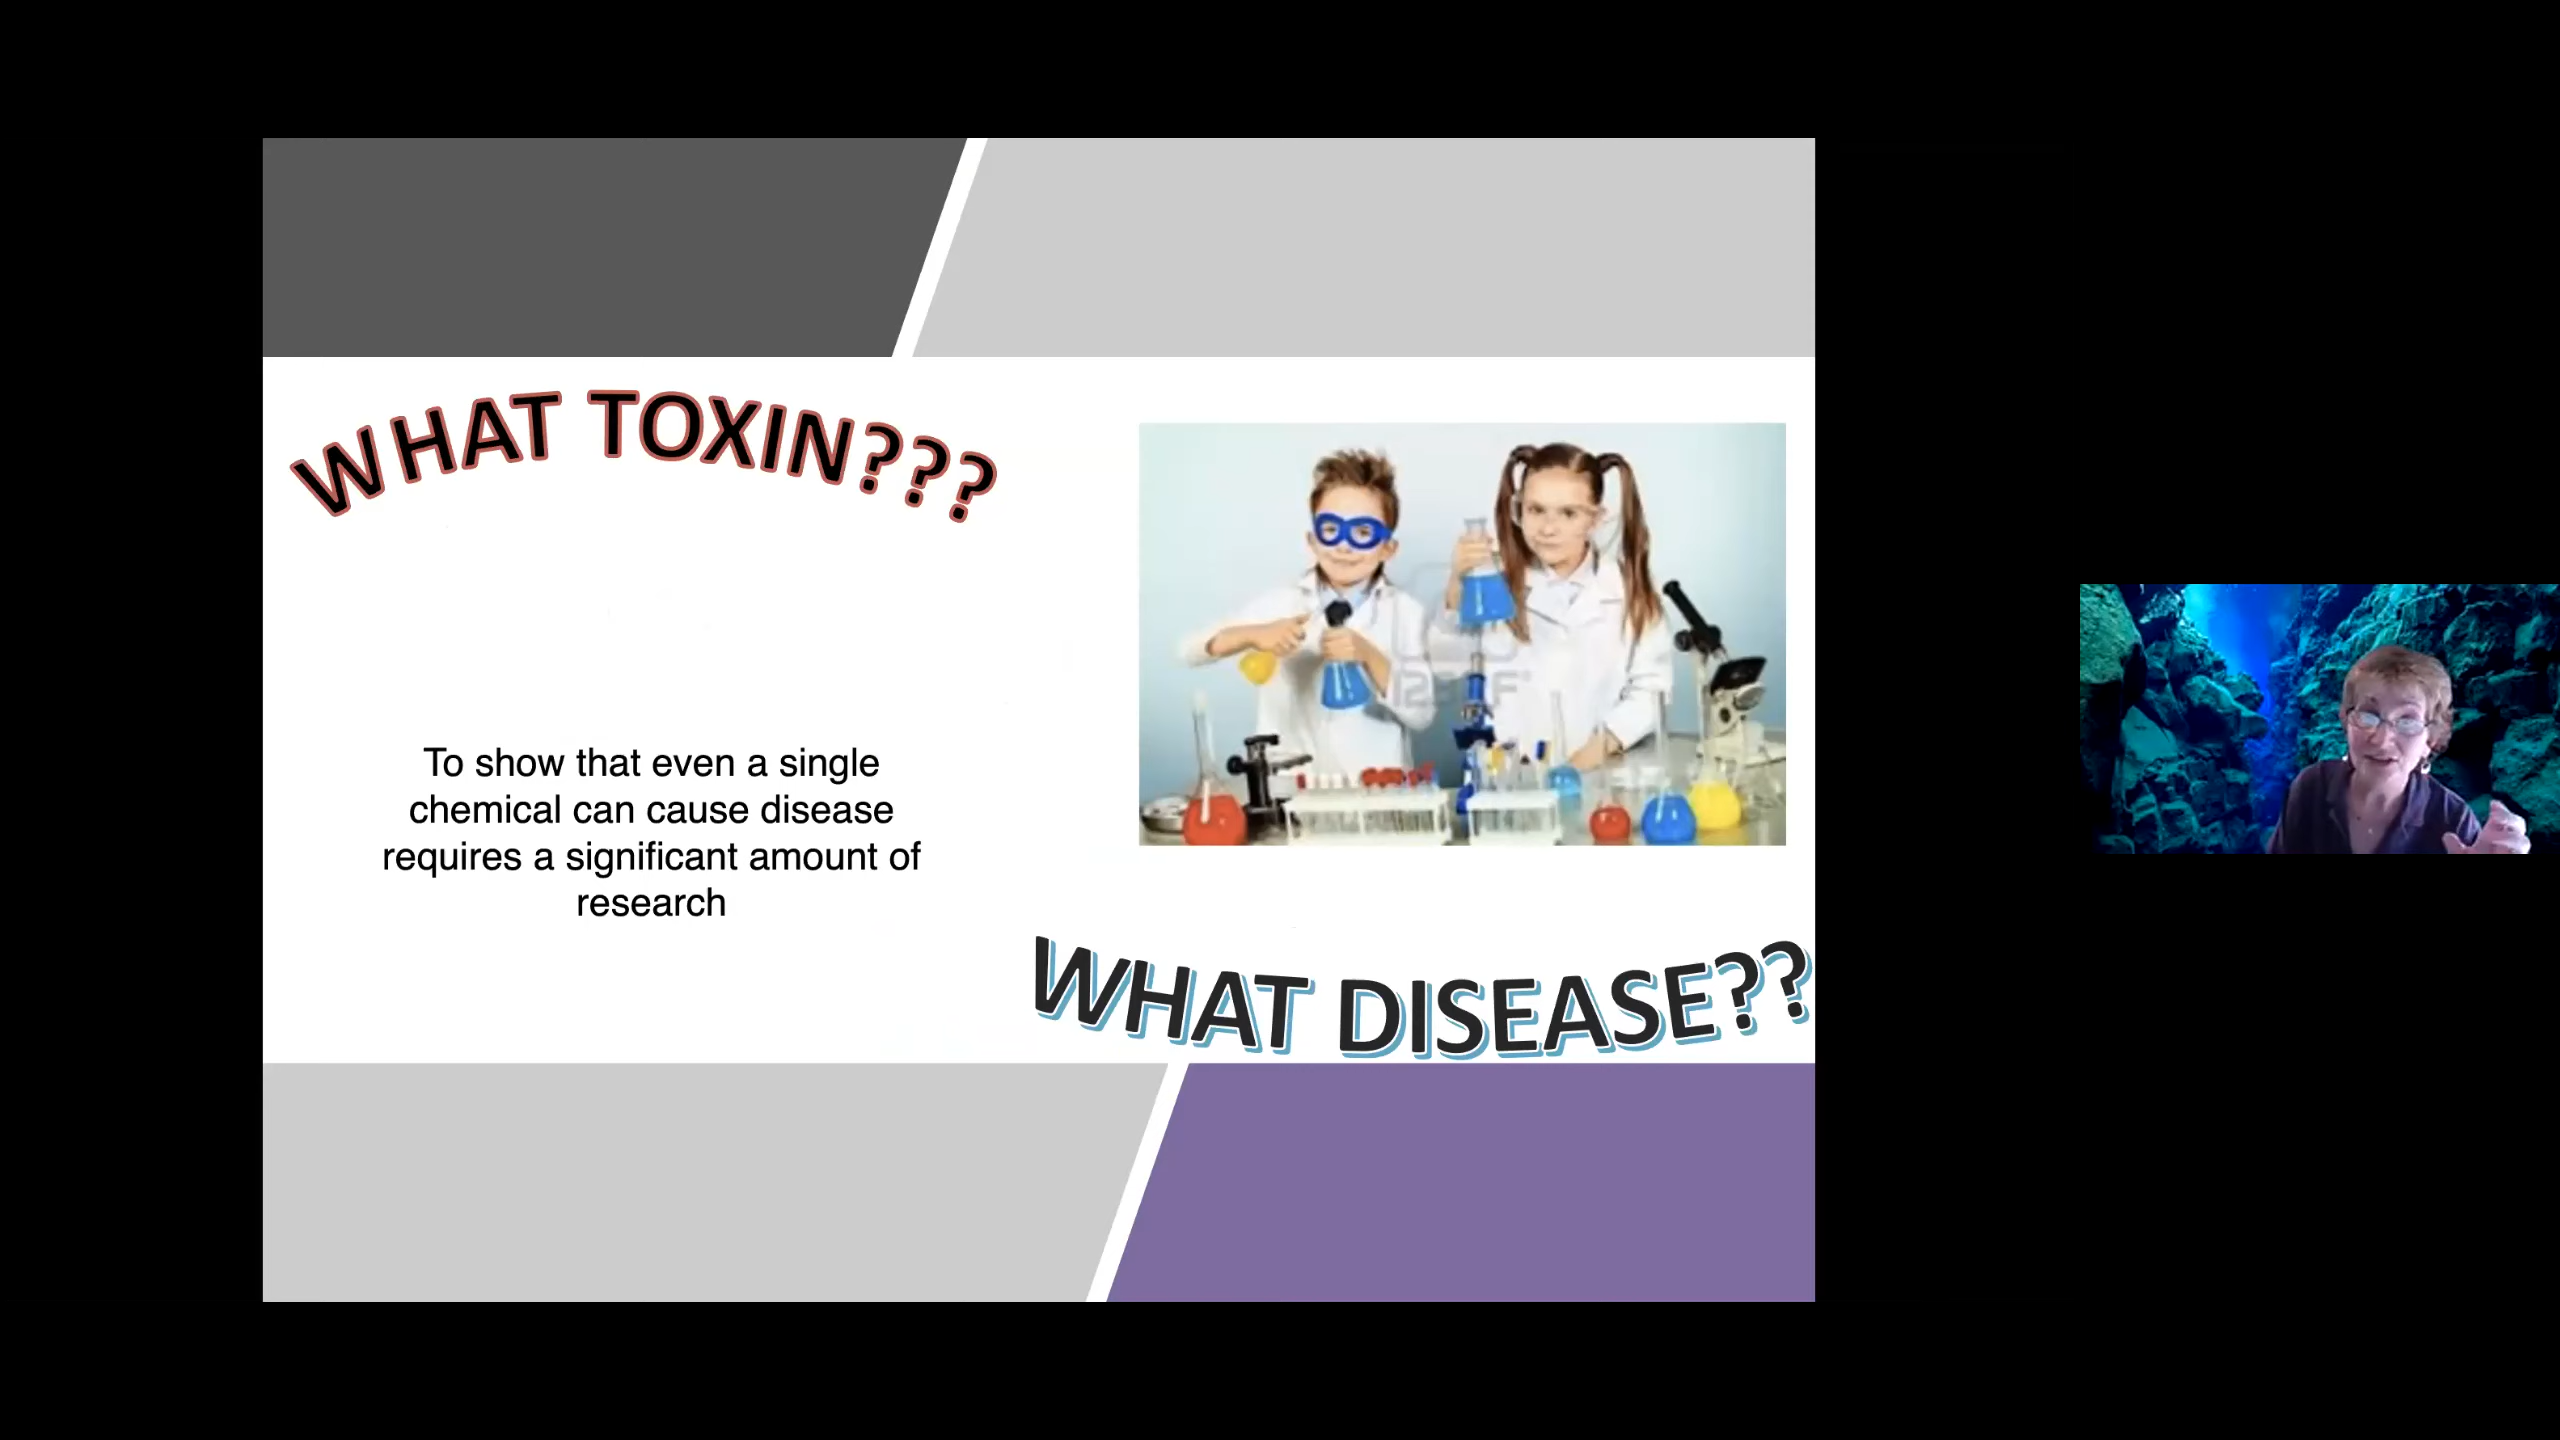 WHAT TOXIN???
To show that even a single
chemical can cause disease
requires a significant amount of
research
WHAT DISEASE??